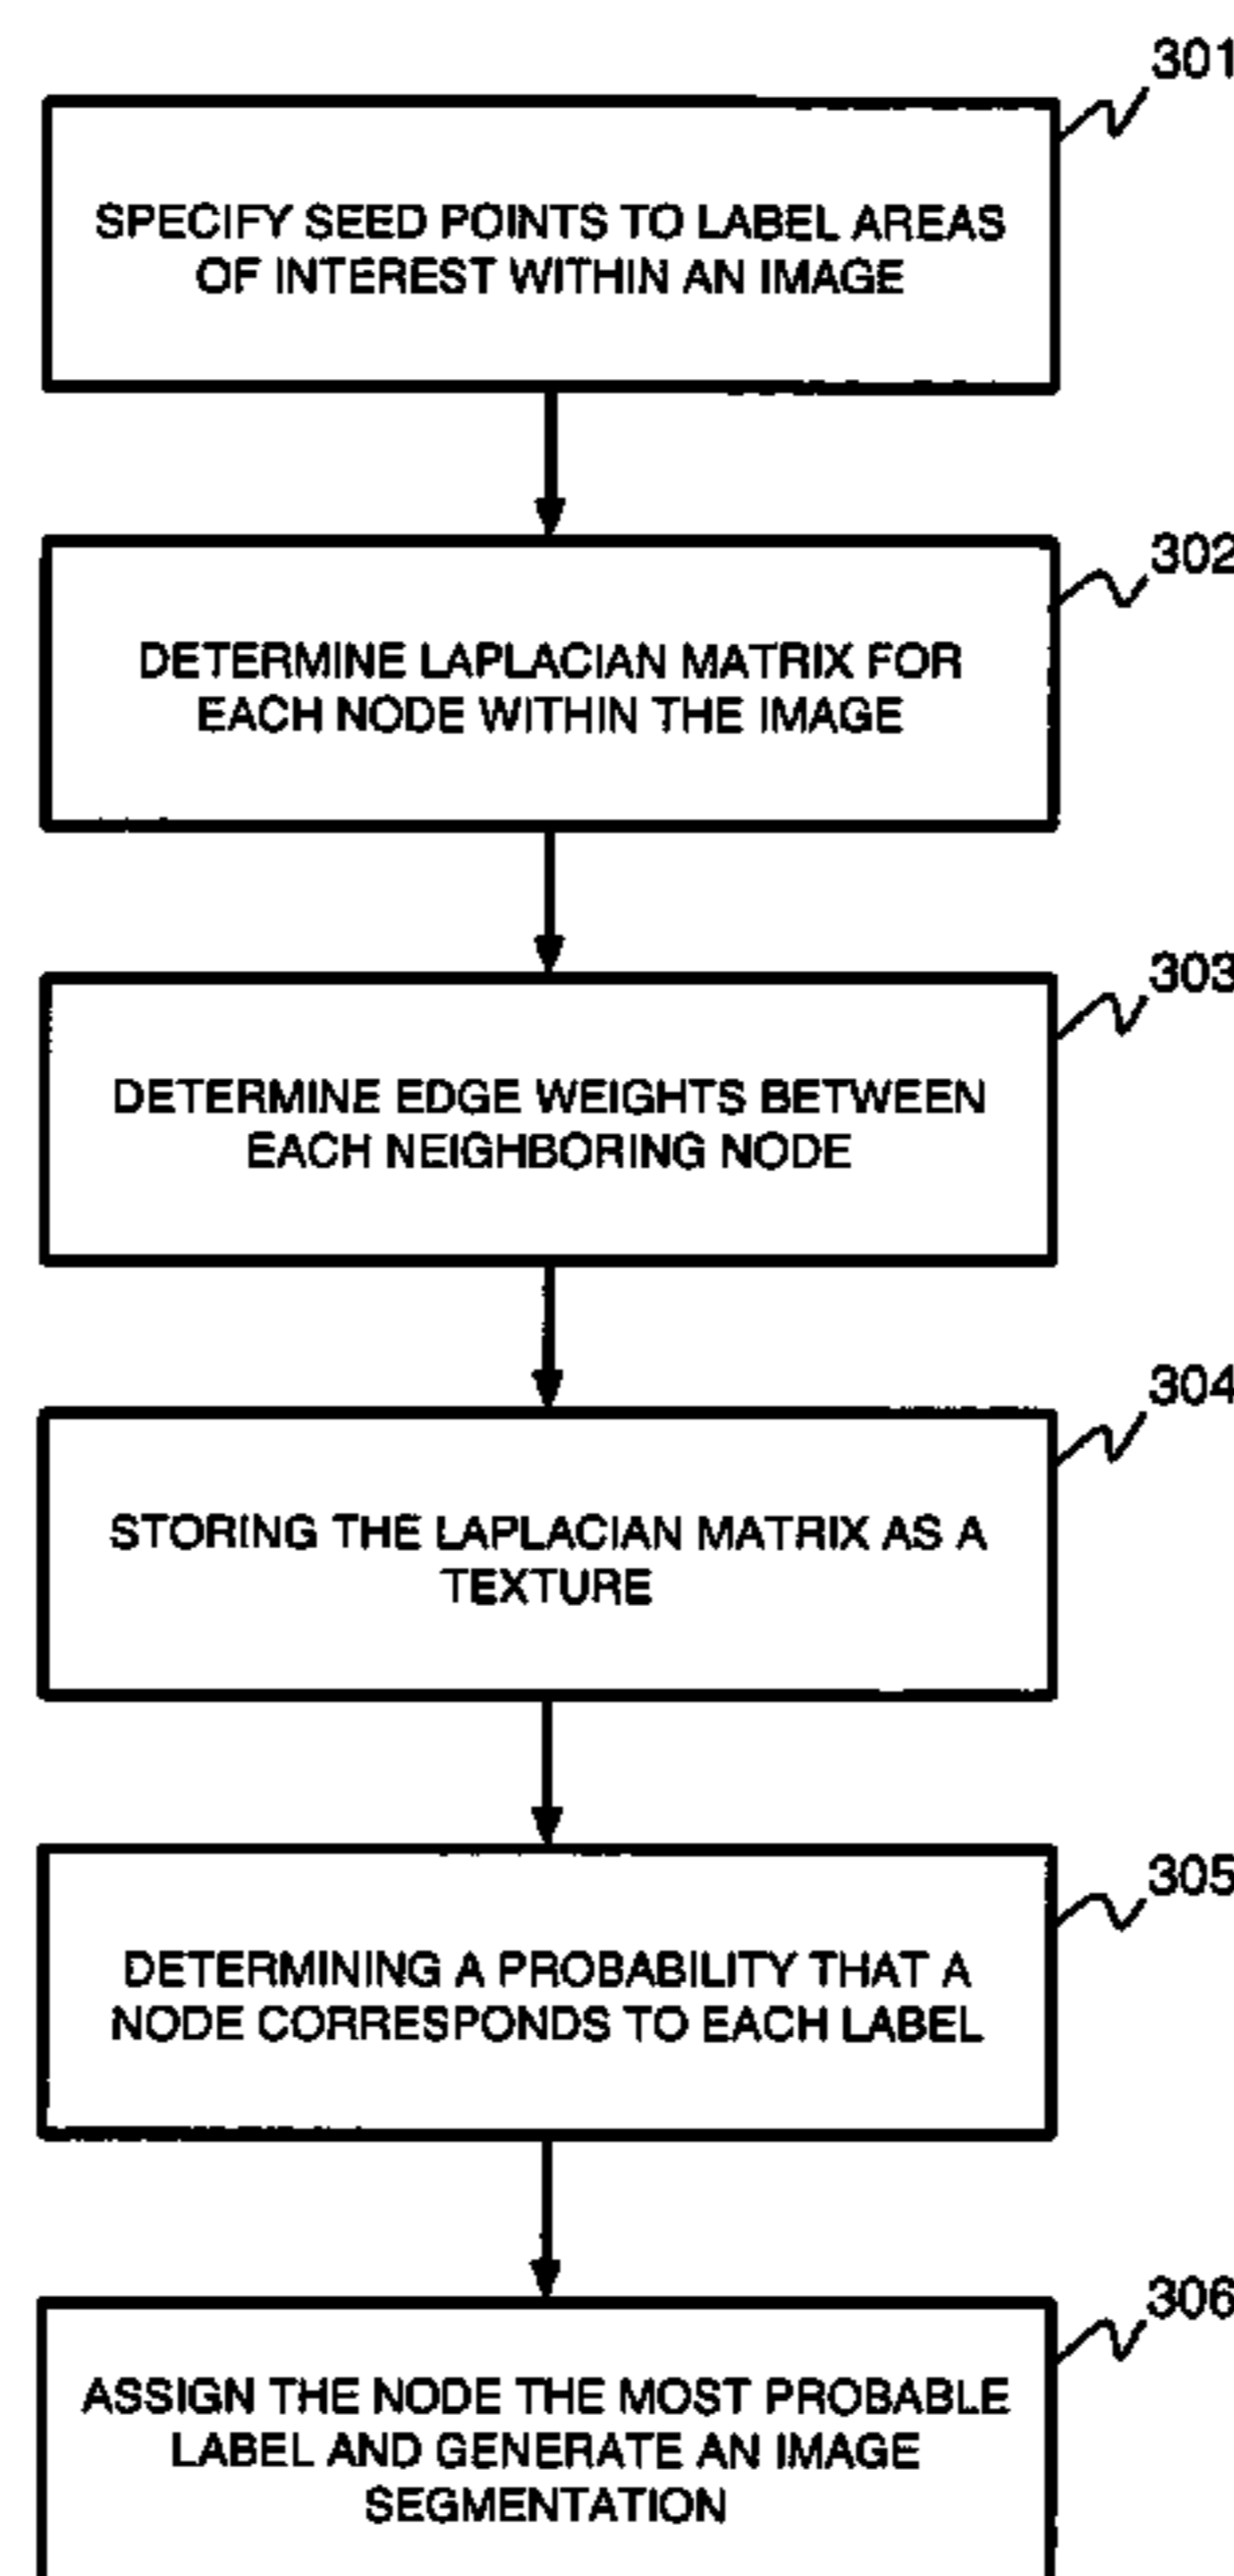 301
SPECIFY SEED POINTS TO LABEL AREAS
OF INTEREST WITHIN AN IMAGE
302
DETERMINE LAPLACIAN MATRIX FOR
EACH NODE WITHIN THE IMAGE
303
DETERMINE EDGE WEIGHTS BETWEEN
EACH NEIGHBORING NODE
304
STORING THE LAPLACIAN MATRIX AS A
TEXTURE
305
DETERMINING A PROBABILITY THAT A
NODE CORRESPONDS TO EACH LABEL
306
ASSIGN THE NODE THE MOST PROBABLE
LABEL AND GENERATE AN IMAGE
SEGMENTATION